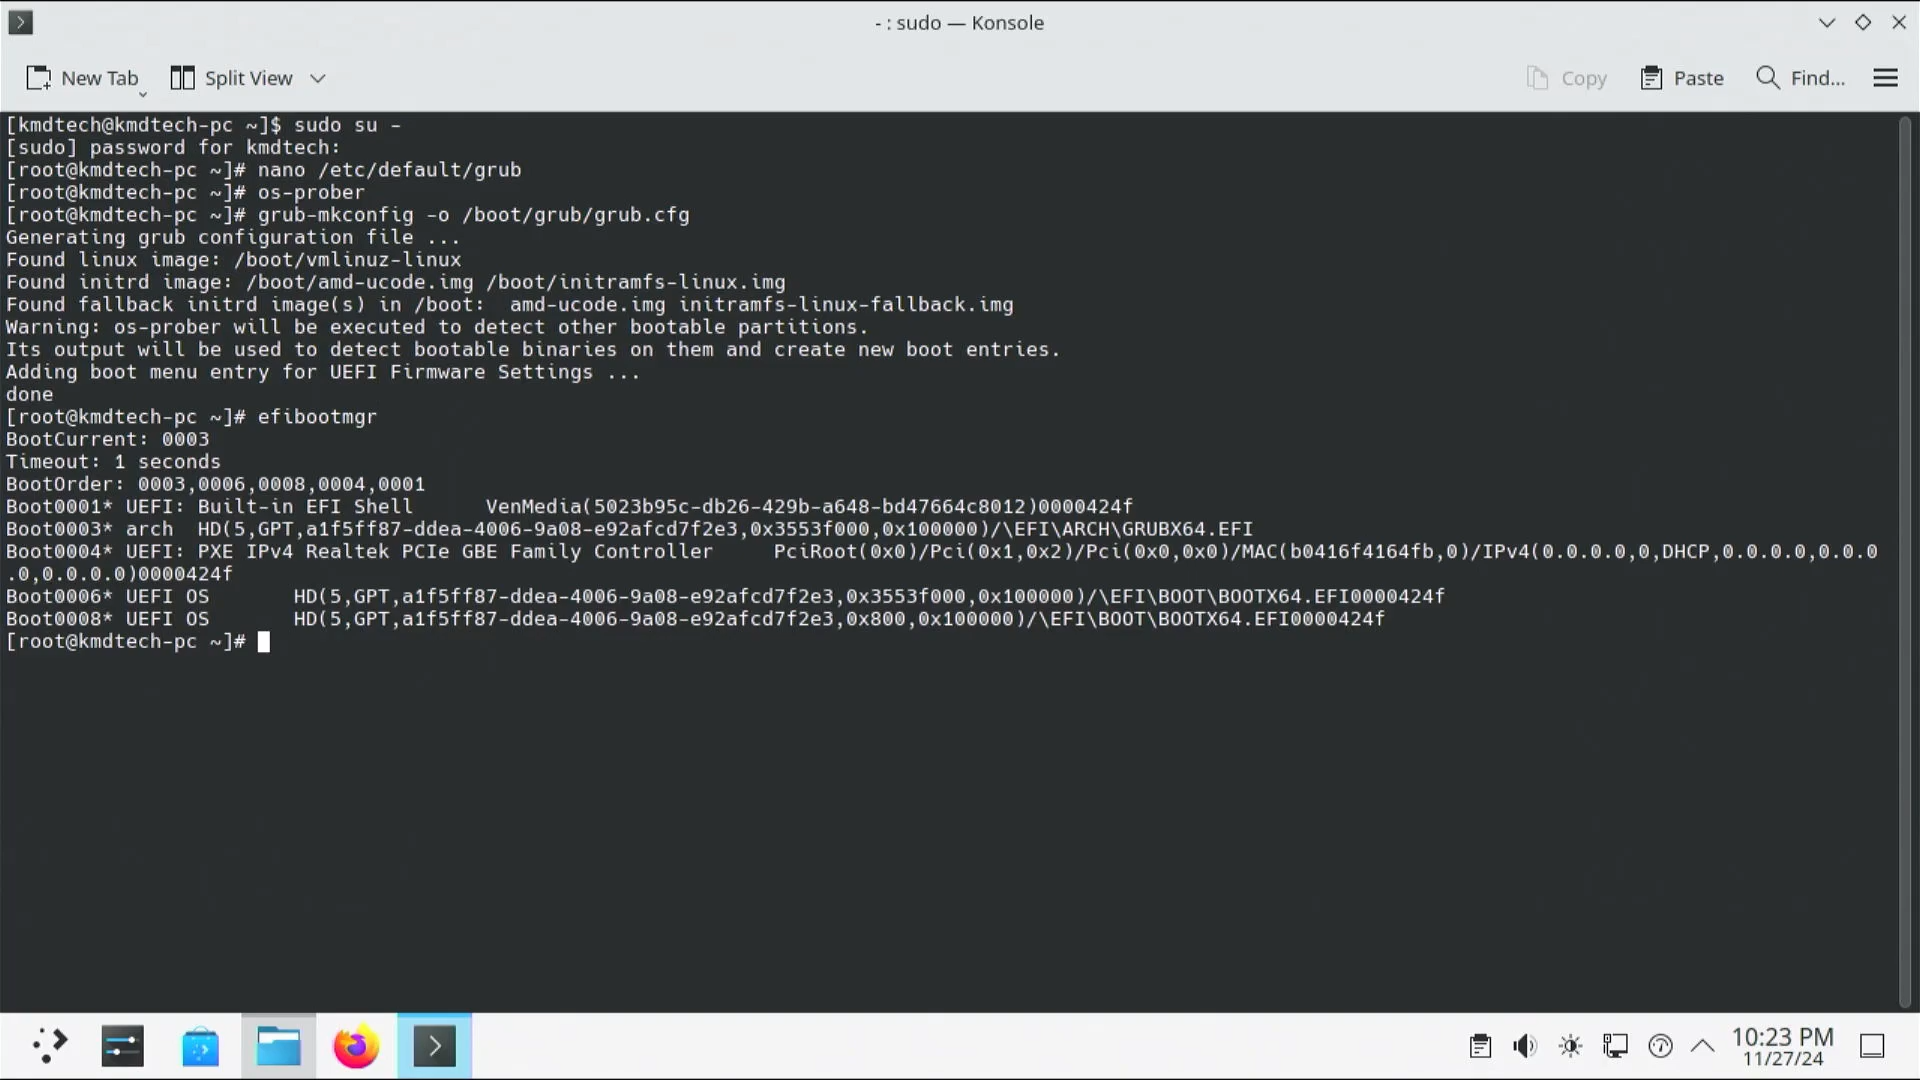 - : sudo — Konsole
New Tab
Split View
Copy
Paste
Find...
[kmdtech@kmdtech-pc ~]$ sudo su -
[sudo] password for kmdtech:
[root@kmdtech-pc ~]# nano /etc/default/grub
[root@kmdtech-pc ~]# os-prober
[root@kmdtech-pc ~]# grub-mkconfig -o /boot/grub/grub.cfg
Generating grub configuration file ...
Found linux image: /boot/vmlinuz-linux
Found initrd image: /boot/amd-ucode.img /boot/initramfs-linux.img
Found fallback initrd image(s) in /boot:  amd-ucode.img initramfs-linux-fallback.img
Warning: os-prober will be executed to detect other bootable partitions.
Its output will be used to detect bootable binaries on them and create new boot entries.
Adding boot menu entry for UEFI Firmware Settings ...
done
[root@kmdtech-pc ~]# efibootmgr
BootCurrent: 0003
Timeout: 1 seconds
BootOrder: 0003,0006,0008,0004,0001
Boot0001* UEFI: Built-in EFI Shell      VenMedia(5023b95c-db26-429b-a648-bd47664c8012)0000424f
Boot0003* arch  HD(5,GPT,a1f5ff87-ddea-4006-9a08-e92afcd7f2e3,0x3553f000,0x100000)/\EFI\ARCH\GRUBX64.EFI
Boot0004* UEFI: PXE IPv4 Realtek PCIe GBE Family Controller     PciRoot(0x0)/Pci(0x1,0x2)/Pci(0x0,0x0)/MAC(b0416f4164fb,0)/IPv4(0.0.0.0,0,DHCP,0.0.0.0,0.0.0
.0,0.0.0.0)0000424f
Boot0006* UEFI OS       HD(5,GPT,a1f5ff87-ddea-4006-9a08-e92afcd7f2e3,0x3553f000,0x100000)/\EFI\BOOT\BOOTX64.EFI0000424f
Boot0008* UEFI OS       HD(5,GPT,a1f5ff87-ddea-4006-9a08-e92afcd7f2e3,0x800,0x100000)/\EFI\BOOT\BOOTX64.EFI0000424f
[root@kmdtech-pc ~]#
10:23 PM
11/27/24